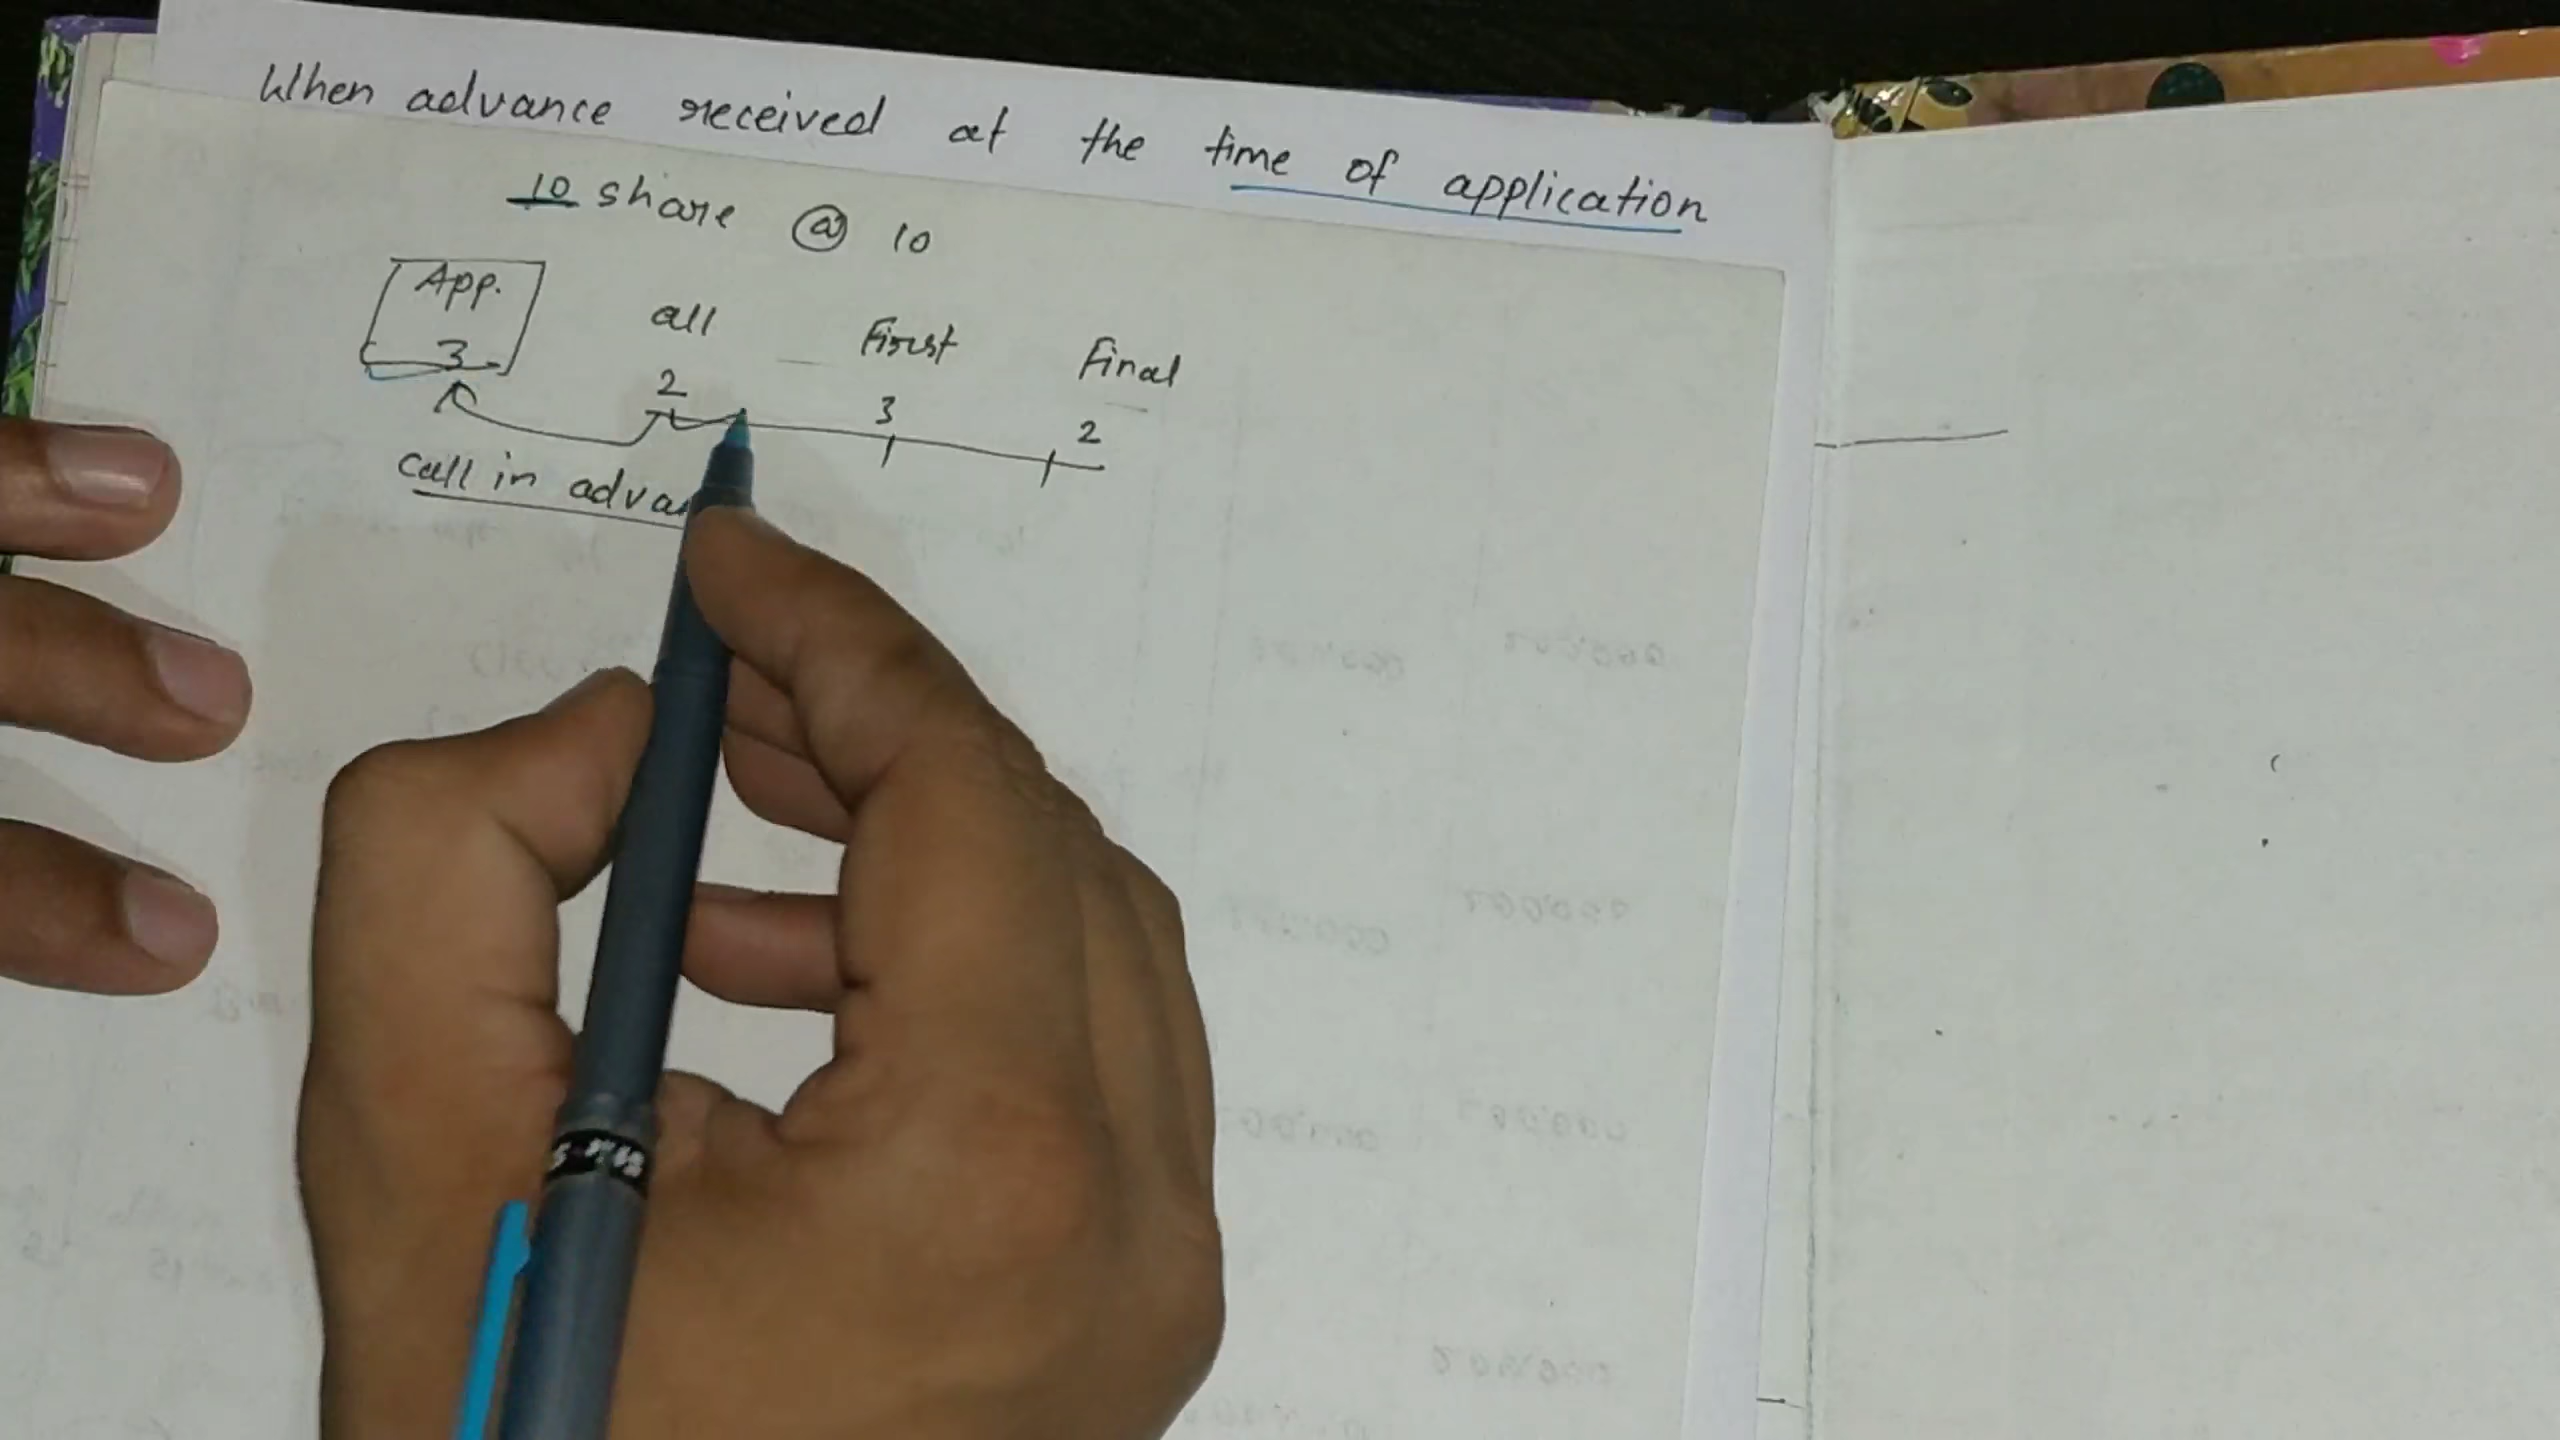 When advance received at the time of application
10 share @ 10
App. all First Final
3 2 3 2
call in advan